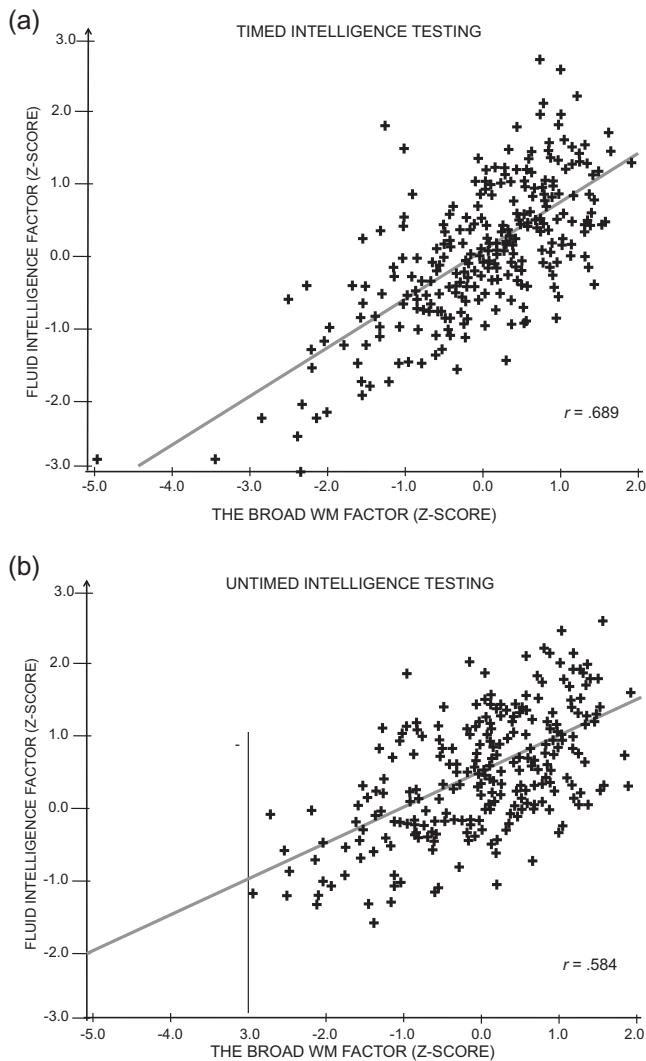 (a)
TIMED INTELLIGENCE TESTING
FLUID INTELLIGENCE FACTOR (Z-SCORE)
3.0
2.0
1.0
0.0
-1.0
-2.0
-3.0
r = .689
-5.0 -4.0 -3.0 -2.0 -1.0 0.0 1.0 2.0
THE BROAD WM FACTOR (Z-SCORE)
(b)
UNTIMED INTELLIGENCE TESTING
FLUID INTELLIGENCE FACTOR (Z-SCORE)
3.0
2.0
1.0
0.0
-1.0
-2.0
-3.0
-
r = .584
-5.0 -4.0 -3.0 -2.0 -1.0 0.0 1.0 2.0
THE BROAD WM FACTOR (Z-SCORE)